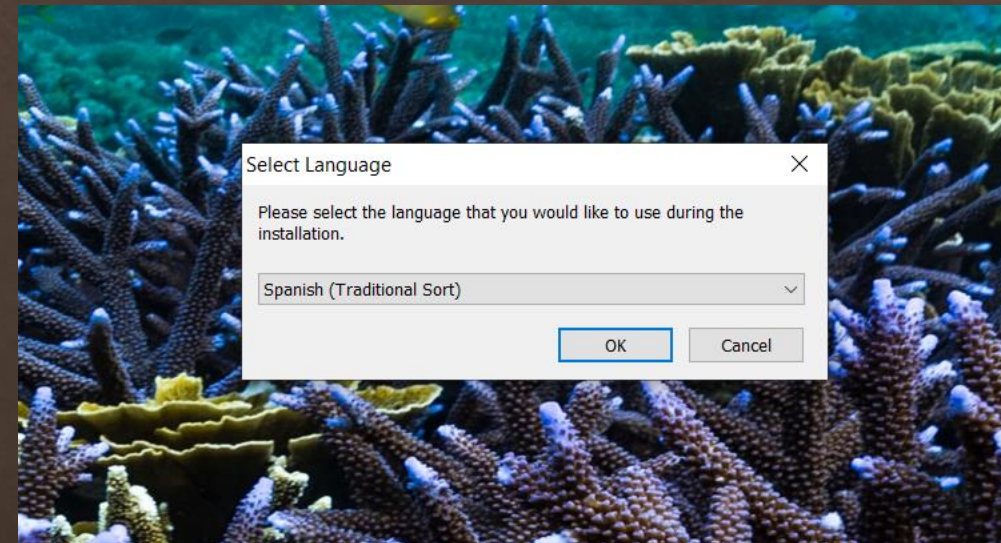 Select Language
Please select the language that you would like to use during the
installation.
Spanish (Traditional Sort)
OK Cancel